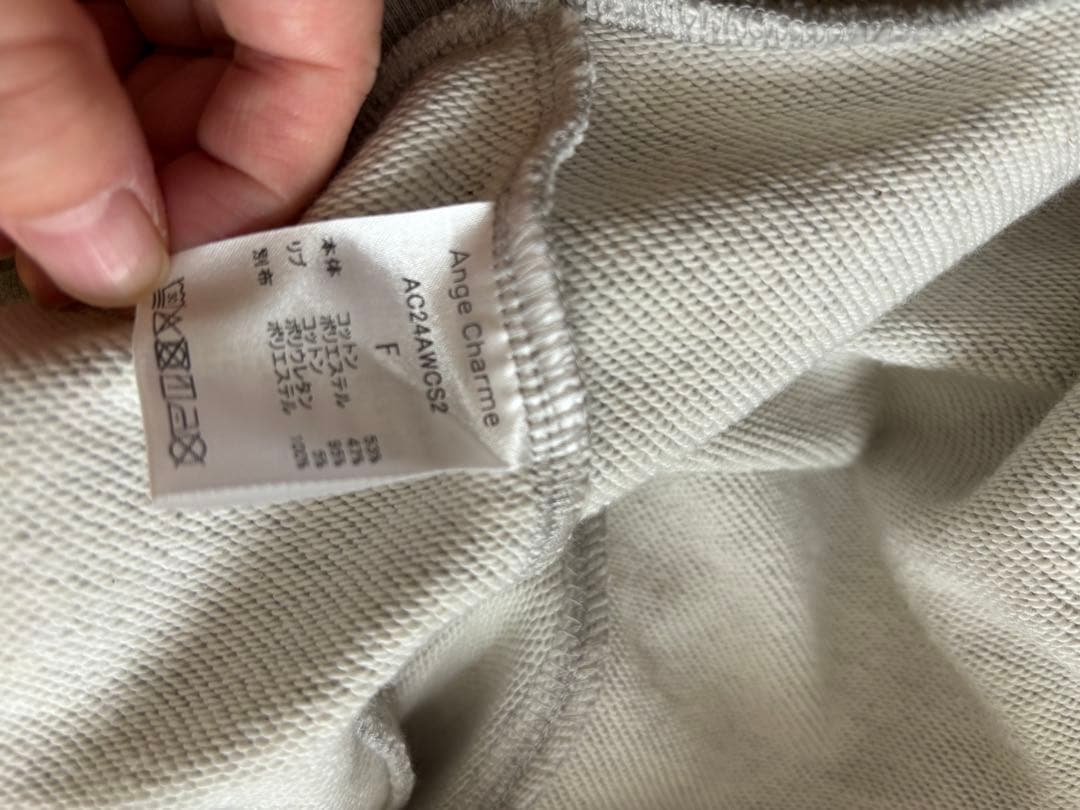 Ange Charme
AC24AWCS2
F
本体 コットン 53%
ポリエステル 47%
リブ コットン 95%
ポリウレタン 5%
別布 ポリエステル 100%